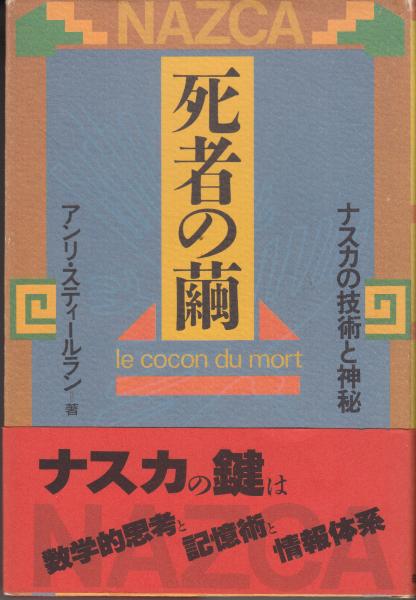 NAZCA
死者の繭
ナスカの技術と神秘
アンリ・スティールラン=著
le cocon du mort
ナスカの鍵は
数学的思考と
記憶術と
情報体系
NAZCA